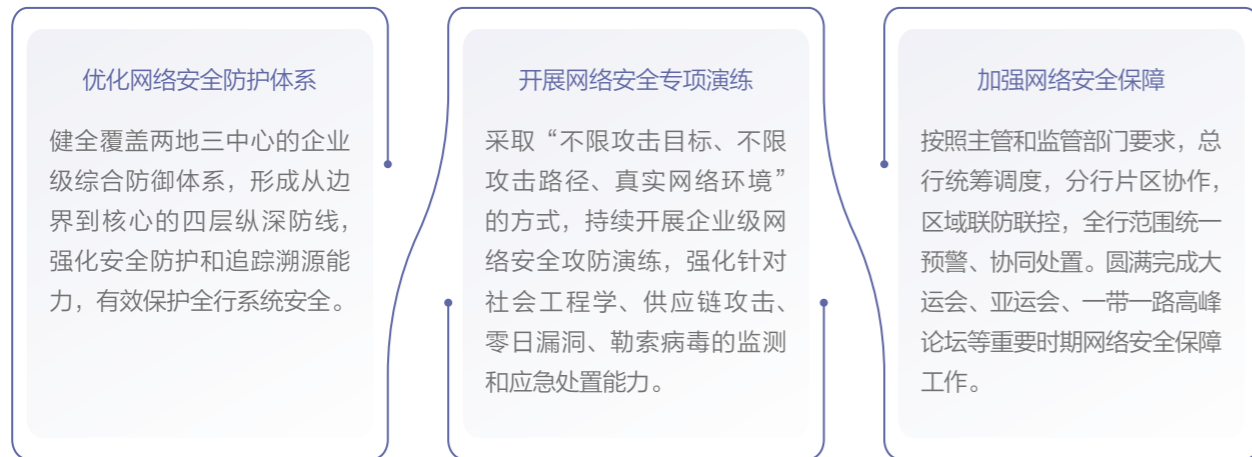 优化网络安全防护体系
健全覆盖两地三中心的企业
级综合防御体系，形成从边
界到核心的四层纵深防线，
强化安全防护和追踪溯源能
力，有效保护全行系统安全。
开展网络安全专项演练
采取“不限攻击目标、不限
攻击路径、真实网络环境”
的方式，持续开展企业级网
络安全攻防演练，强化针对
社会工程学、供应链攻击、
零日漏洞、勒索病毒的监测
和应急处置能力。
加强网络安全保障
按照主管和监管部门要求，总
行统筹调度，分行片区协作，
区域联防联控，全行范围统一
预警、协同处置。圆满完成大
运会、亚运会、一带一路高峰
论坛等重要时期网络安全保障
工作。